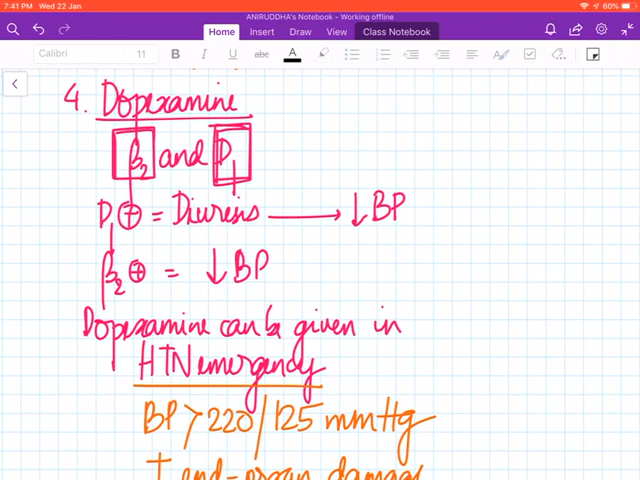 7:41 PM Wed 22 Jan
60%
ANIRUDDHA's Notebook - Working offline
Home Insert Draw View Class Notebook
Calibri 11 B I U abc A
4. Dopexamine
β2 and D1
D1 ⊕ = Diuresis → ↓ BP
β2 ⊕ = ↓ BP
Dopexamine can be given in
HTN emergency
BP > 220/125 mmHg
+ end-organ damage